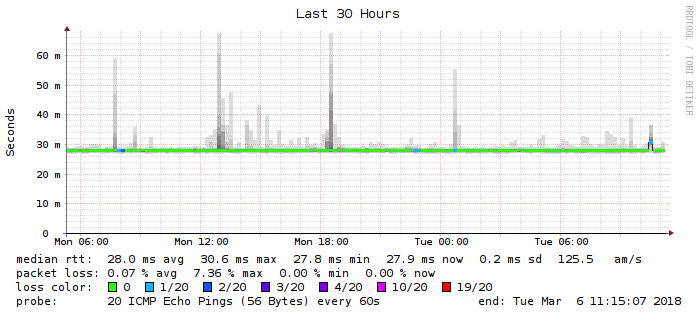 Last 30 Hours
RRDTOOL / TOBI OETIKER
Seconds
60 m
50 m
40 m
30 m
20 m
10 m
0
Mon 06:00 Mon 12:00 Mon 18:00 Tue 00:00 Tue 06:00
median rtt: 28.0 ms avg 30.6 ms max 27.8 ms min 27.9 ms now 0.2 ms sd 125.5 am/s
packet loss: 0.07 % avg 7.36 % max 0.00 % min 0.00 % now
loss color: 0 1/20 2/20 3/20 4/20 10/20 19/20
probe: 20 ICMP Echo Pings (56 Bytes) every 60s end: Tue Mar 6 11:15:07 2018